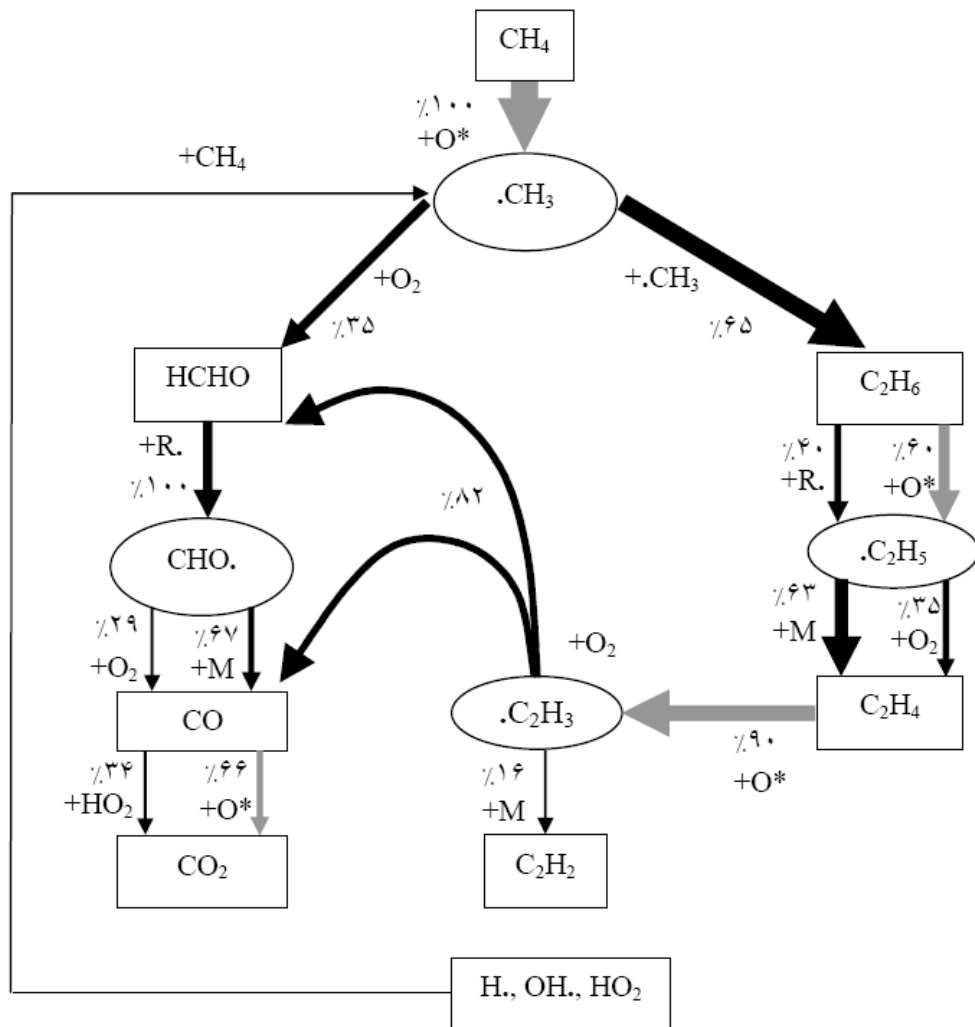 CH₄
٪۱۰۰
+O*
+CH₄
.CH₃
+O₂
٪۳۵
+.CH₃
٪۶۵
HCHO
C₂H₆
+R.
٪۱۰۰
٪۸۲
٪۴۰
+R.
٪۶۰
+O*
CHO.
.C₂H₅
٪۲۹
+O₂
٪۶۷
+M
+O₂
٪۶۳
+M
٪۳۵
+O₂
CO
.C₂H₃
C₂H₄
٪۹۰
+O*
٪۳۴
+HO₂
٪۶۶
+O*
٪۱۶
+M
CO₂
C₂H₂
H., OH., HO₂